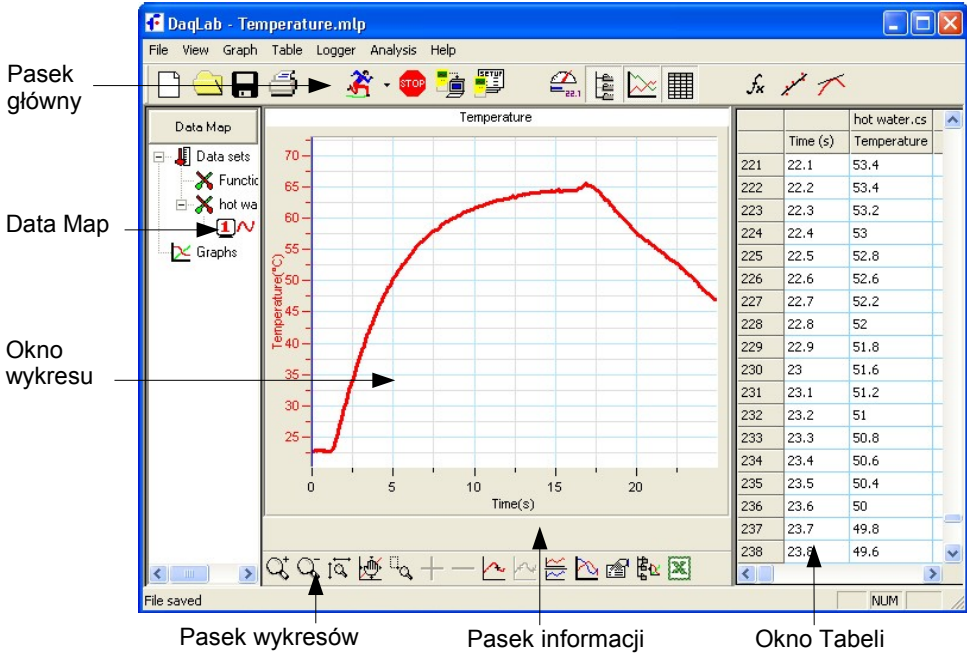 DaqLab - Temperature.mlp
File View Graph Table Logger Analysis Help
Pasek
główny
STOP
SETUP
22.1
fx
Data Map
Data sets
Functic
hot wa
1
Graphs
Data Map
Okno
wykresu
Temperature
Temperature(°C)
70
65
60
55
50
45
40
35
30
25
0 5 10 15 20
Time(s)
hot water.cs
Time (s) Temperature
221 22.1 53.4
222 22.2 53.4
223 22.3 53.2
224 22.4 53
225 22.5 52.8
226 22.6 52.6
227 22.7 52.2
228 22.8 52
229 22.9 51.8
230 23 51.6
231 23.1 51.2
232 23.2 51
233 23.3 50.8
234 23.4 50.6
235 23.5 50.4
236 23.6 50
237 23.7 49.8
238 23.8 49.6
File saved
NUM
Pasek wykresów
Pasek informacji
Okno Tabeli